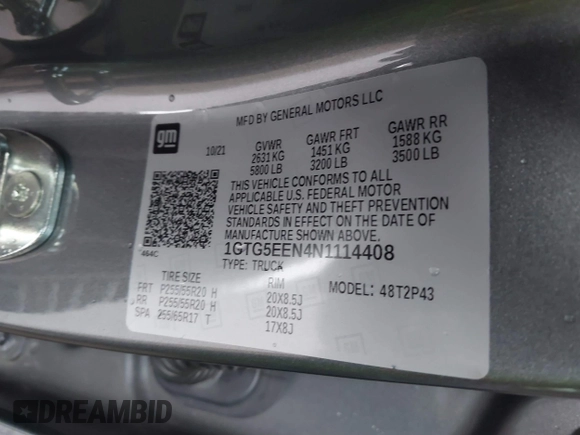 MFD BY GENERAL MOTORS LLC
gm
10/21 GVWR GAWR FRT GAWR RR
2631 KG 1451 KG 1588 KG
5800 LB 3200 LB 3500 LB
THIS VEHICLE CONFORMS TO ALL
APPLICABLE U.S. FEDERAL MOTOR
VEHICLE SAFETY AND THEFT PREVENTION
STANDARDS IN EFFECT ON THE DATE OF
MANUFACTURE SHOWN ABOVE.
464C 1GTG5EEN4N1114408
TYPE: TRUCK
TIRE SIZE RIM MODEL: 48T2P43
FRT P255/55R20 H 20X8.5J
RR P255/55R20 H 20X8.5J
SPA 255/65R17 T 17X8J
DREAMBID